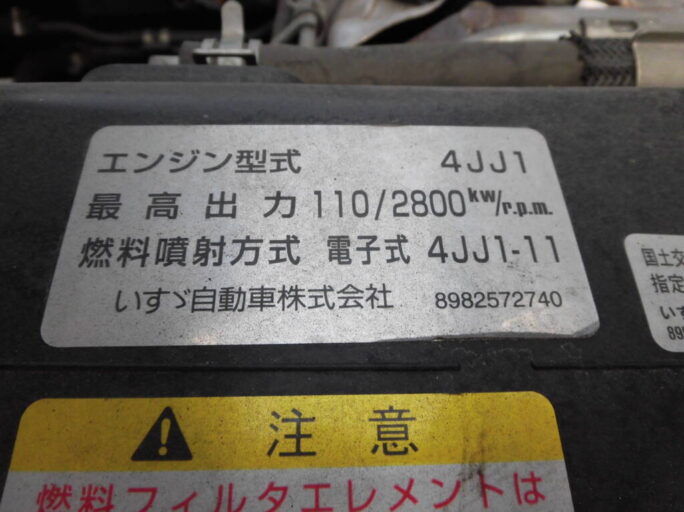 エンジン型式 4JJ1
最高出力 110/2800kw/r.p.m.
燃料噴射方式 電子式 4JJ1-11
いすゞ自動車株式会社 8982572740
国土交
指定
いす
898
注意
燃料フィルタエレメントは